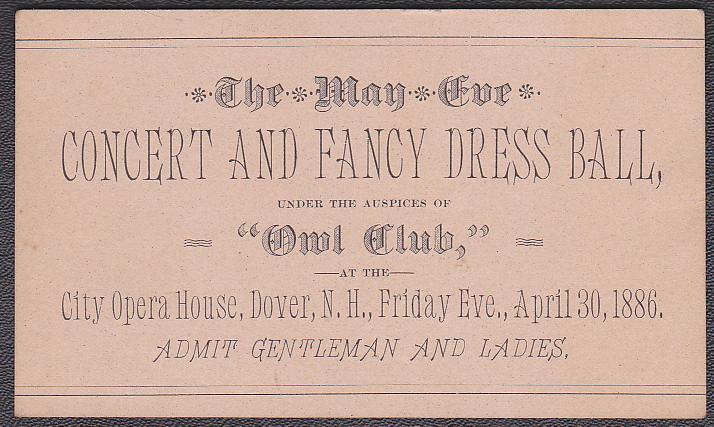 The May Eve
CONCERT AND FANCY DRESS BALL,
UNDER THE AUSPICES OF
"Owl Club,"
AT THE
City Opera House, Dover, N. H., Friday Eve., April 30, 1886.
ADMIT GENTLEMAN AND LADIES,